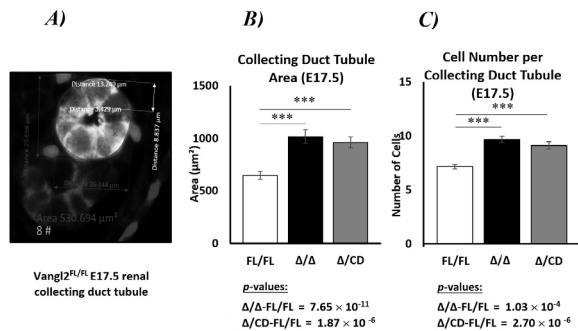 A)
B)
C)
Distance 13.249 µm
Distance 3.429 µm
Distance 8.837 µm
Area 530.694 µm²
8 #
Vangl2FL/FL E17.5 renal
collecting duct tubule
Collecting Duct Tubule
Area (E17.5)
Area (µm²)
1500
1000
500
0
***
***
FL/FL
Δ/Δ
Δ/CD
p-values:
Δ/Δ-FL/FL = 7.65 × 10⁻¹¹
Δ/CD-FL/FL = 1.87 × 10⁻⁶
Cell Number per
Collecting Duct Tubule
(E17.5)
Number of Cells
15
10
5
0
***
***
FL/FL
Δ/Δ
Δ/CD
p-values:
Δ/Δ-FL/FL = 1.03 × 10⁻⁴
Δ/CD-FL/FL = 2.70 × 10⁻⁶